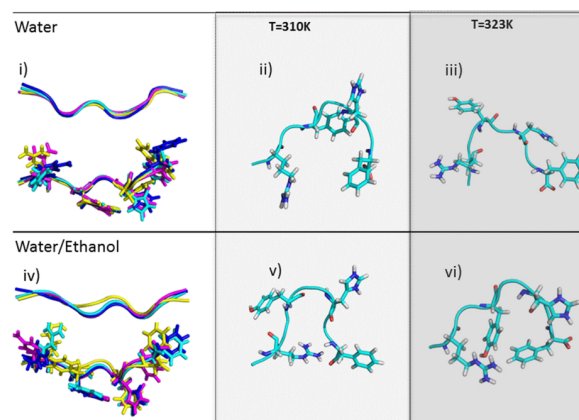 Water
T=310K
T=323K
i)
ii)
iii)
Water/Ethanol
iv)
v)
vi)